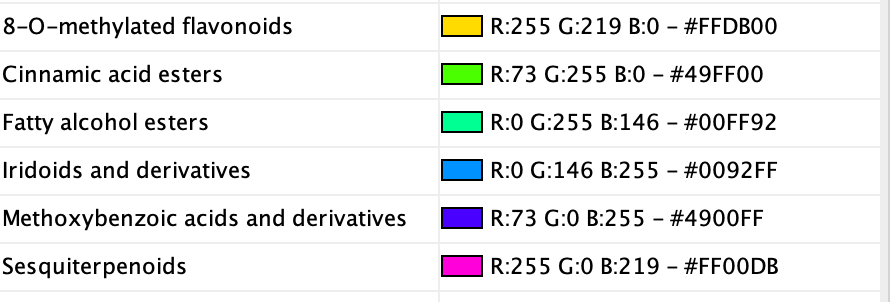 8-O-methylated flavonoids R:255 G:219 B:0 – #FFDB00
Cinnamic acid esters R:73 G:255 B:0 – #49FF00
Fatty alcohol esters R:0 G:255 B:146 – #00FF92
Iridoids and derivatives R:0 G:146 B:255 – #0092FF
Methoxybenzoic acids and derivatives R:73 G:0 B:255 – #4900FF
Sesquiterpenoids R:255 G:0 B:219 – #FF00DB